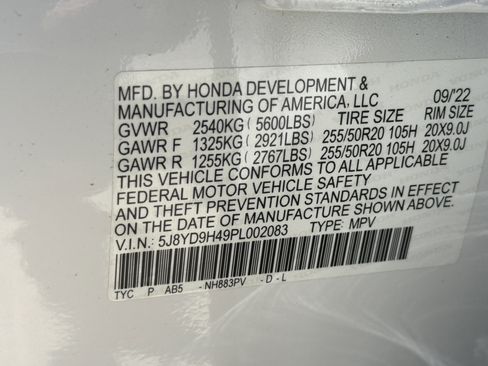 MFD. BY HONDA DEVELOPMENT &
MANUFACTURING OF AMERICA, LLC 09/'22
GVWR 2540KG (5600LBS) TIRE SIZE RIM SIZE
GAWR F 1325KG (2921LBS) 255/50R20 105H 20X9.0J
GAWR R 1255KG (2767LBS) 255/50R20 105H 20X9.0J
THIS VEHICLE CONFORMS TO ALL APPLICABLE
FEDERAL MOTOR VEHICLE SAFETY
AND THEFT PREVENTION STANDARDS IN EFFECT
ON THE DATE OF MANUFACTURE SHOWN ABOVE.
V.I.N.: 5J8YD9H49PL002083 TYPE: MPV
TYC P AB5 - NH883PV - D - L